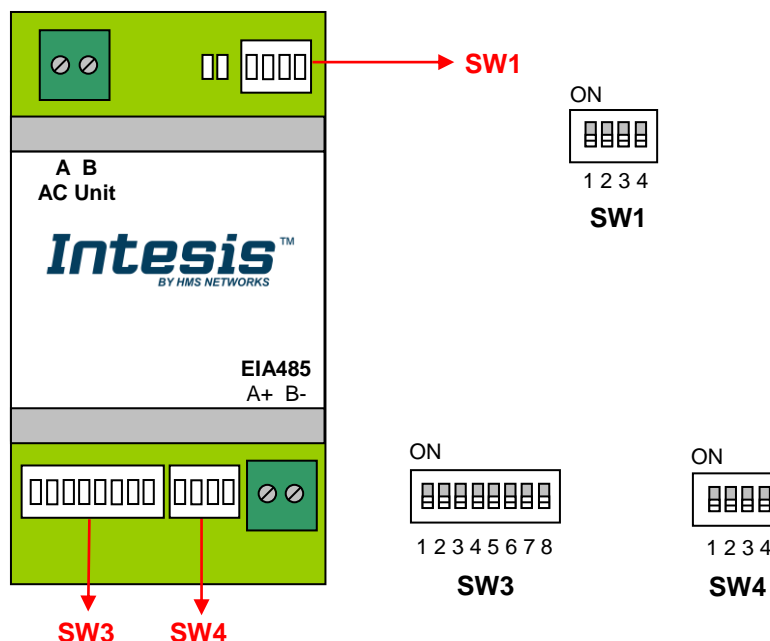 SW1
ON
1 2 3 4
SW1
A B
AC Unit
Intesis™
BY HMS NETWORKS
EIA485
A+ B-
ON
1 2 3 4 5 6 7 8
SW3
ON
1 2 3 4
SW4
SW3
SW4